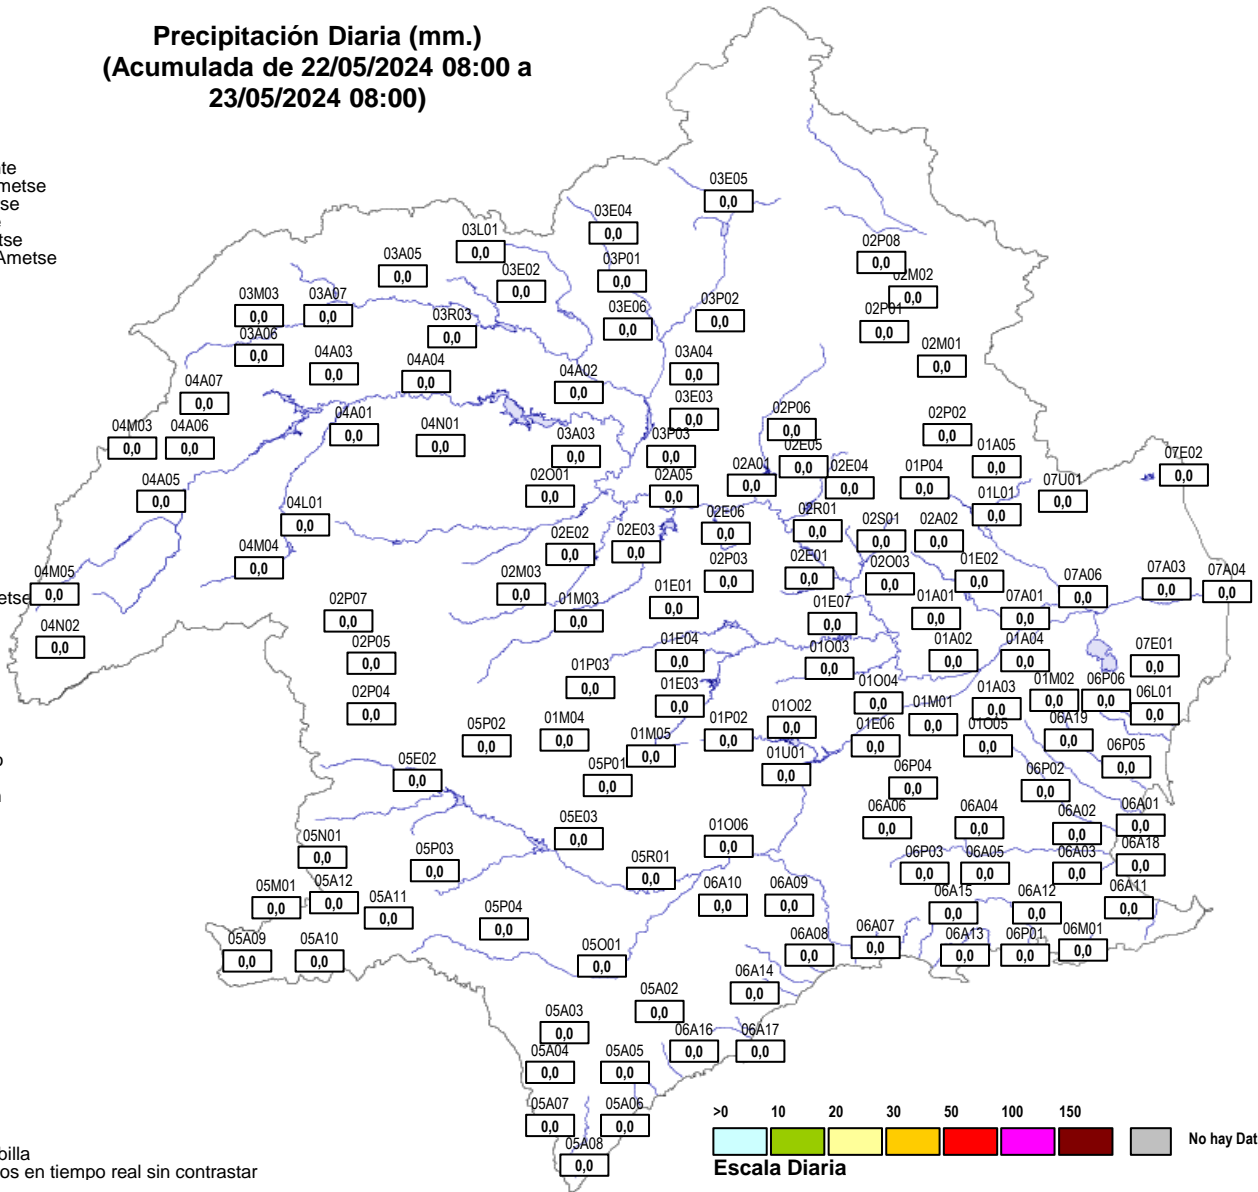 Precipitación Diaria (mm.)
(Acumulada de 22/05/2024 08:00 a
23/05/2024 08:00)
03E05
0,0
03E04
0,0
03L01
0,0
03A05
0,0
03E02
0,0
03P01
0,0
02P08
0,0
02M02
0,0
03M03
0,0
03A07
0,0
03R03
0,0
03E06
0,0
03P02
0,0
02P01
0,0
03A06
0,0
04A03
0,0
04A04
0,0
04A02
0,0
03A04
0,0
02M01
0,0
04A07
0,0
04A01
0,0
04N01
0,0
03E03
0,0
02P06
0,0
02P02
0,0
04M03
0,0
04A06
0,0
03A03
0,0
03P03
0,0
02E05
0,0
01A05
0,0
07E02
0,0
04A05
0,0
02O01
0,0
02A05
0,0
02A01
0,0
02E04
0,0
01P04
0,0
01L01
0,0
07U01
0,0
04L01
0,0
02E06
0,0
02R01
0,0
02S01
0,0
02A02
0,0
04M04
0,0
02E02
0,0
02E03
0,0
02P03
0,0
02E01
0,0
02O03
0,0
01E02
0,0
04M05
0,0
02M03
0,0
01M03
0,0
01E01
0,0
01E07
0,0
01A01
0,0
07A01
0,0
07A06
0,0
07A03
0,0
07A04
0,0
04N02
0,0
02P07
0,0
02P05
0,0
01E04
0,0
01O03
0,0
01A02
0,0
01A04
0,0
07E01
0,0
02P04
0,0
01P03
0,0
01E03
0,0
01O04
0,0
01M01
0,0
01A03
0,0
01M02
0,0
06P06
0,0
06L01
0,0
05P02
0,0
01M04
0,0
01M05
0,0
01P02
0,0
01O02
0,0
01E06
0,0
01O05
0,0
06A19
0,0
06P05
0,0
05E02
0,0
05P01
0,0
01U01
0,0
06P04
0,0
06P02
0,0
05E03
0,0
01O06
0,0
06A06
0,0
06A04
0,0
06A02
0,0
06A01
0,0
05N01
0,0
05P03
0,0
05R01
0,0
06P03
0,0
06A05
0,0
06A03
0,0
06A18
0,0
05M01
0,0
05A12
0,0
05A11
0,0
05P04
0,0
06A10
0,0
06A09
0,0
06A15
0,0
06A12
0,0
06A11
0,0
05A09
0,0
05A10
0,0
05O01
0,0
06A08
0,0
06A07
0,0
06A13
0,0
06P01
0,0
06M01
0,0
05A03
0,0
05A02
0,0
06A14
0,0
05A04
0,0
05A05
0,0
06A16
0,0
06A17
0,0
05A07
0,0
05A06
0,0
05A08
0,0
>0 10 20 30 50 100 150
No hay Dat
Escala Diaria
en tiempo real sin contrastar